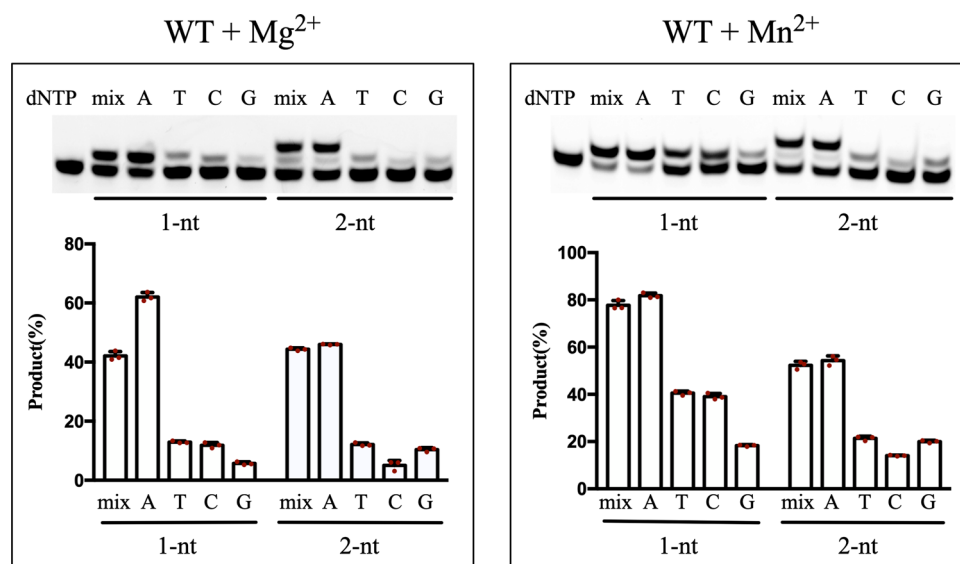 WT + Mg²⁺
dNTP mix A T C G mix A T C G
1-nt 2-nt
80
60
40
20
0
Product(%)
mix A T C G mix A T C G
1-nt 2-nt
WT + Mn²⁺
dNTP mix A T C G mix A T C G
1-nt 2-nt
100
80
60
40
20
0
Product(%)
mix A T C G mix A T C G
1-nt 2-nt